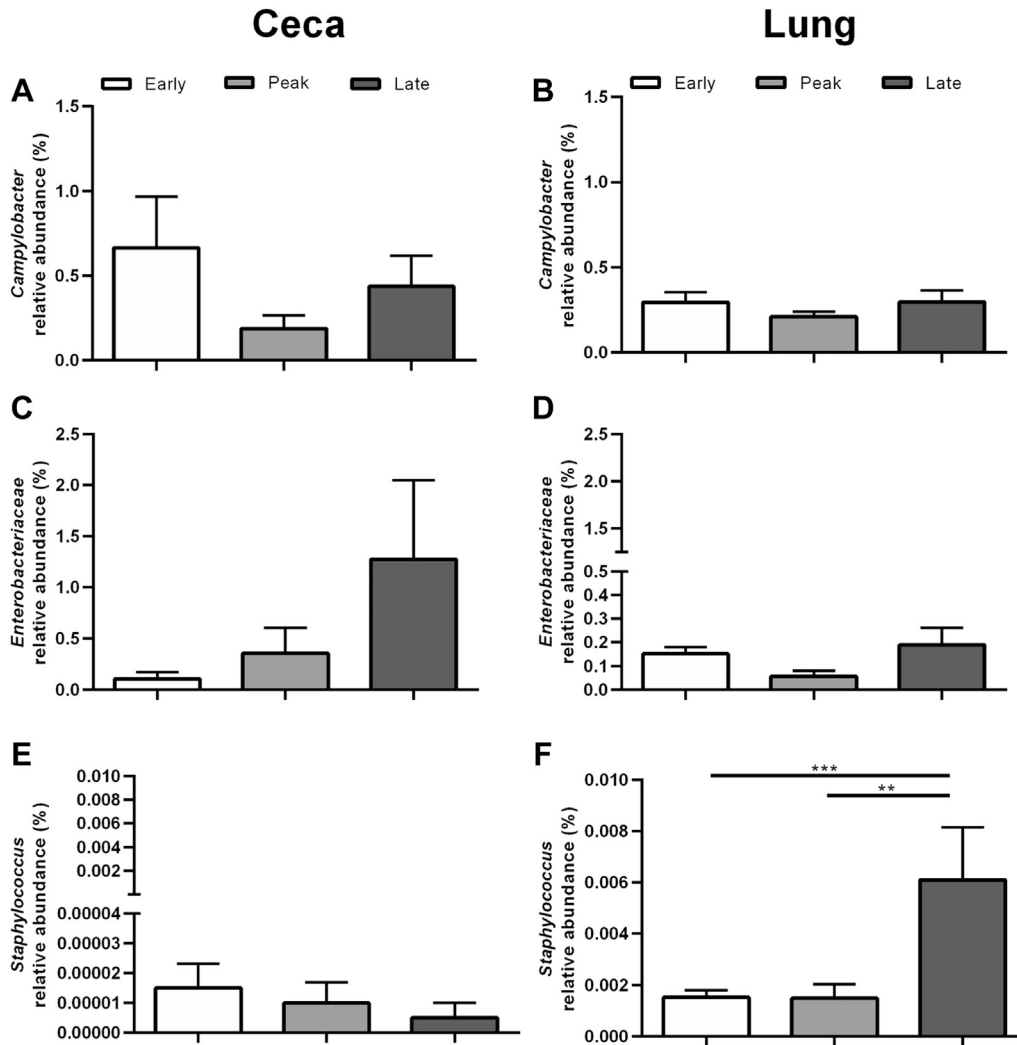 Ceca
Lung
A
Early Peak Late
Campylobacter
relative abundance (%)
1.5
1.0
0.5
0.0
B
Early Peak Late
Campylobacter
relative abundance (%)
1.5
1.0
0.5
0.0
C
Enterobacteriaceae
relative abundance (%)
2.5
2.0
1.5
1.0
0.5
0.0
D
Enterobacteriaceae
relative abundance (%)
2.5
2.0
1.5
0.5
0.4
0.3
0.2
0.1
0.0
E
Staphylococcus
relative abundance (%)
0.010
0.008
0.006
0.004
0.002
0.00004
0.00003
0.00002
0.00001
0.00000
F
Staphylococcus
relative abundance (%)
0.010
0.008
0.006
0.004
0.002
0.000
***
**